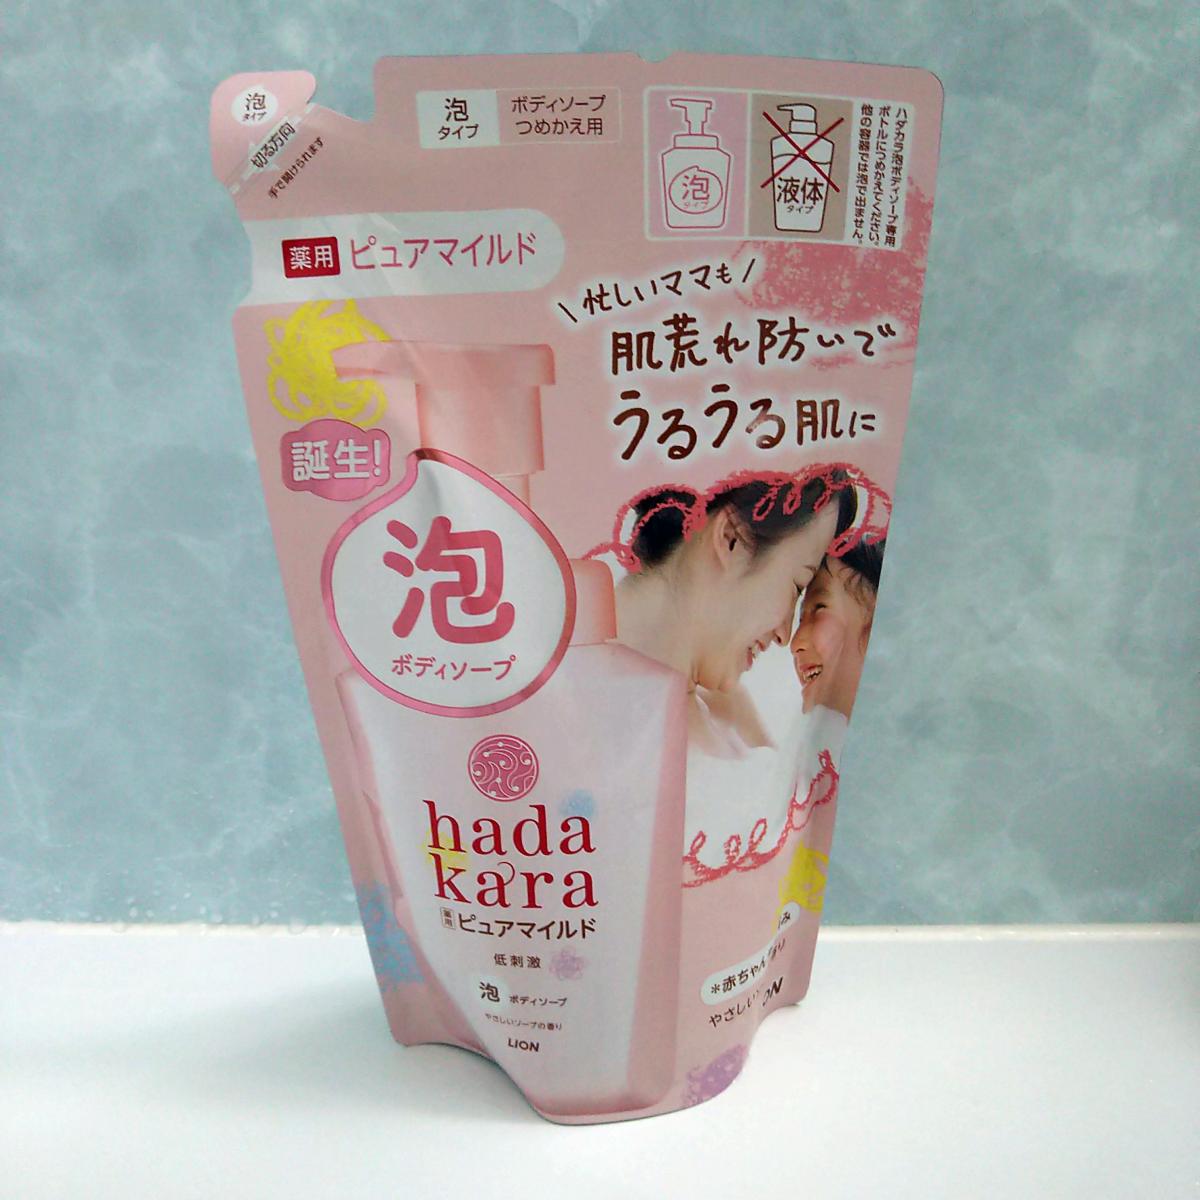 泡
タイプ
切る方向
手で開けられます
泡
タイプ
ボディソープ
つめかえ用
泡
タイプ
液体
タイプ
ハダカラ泡ボディソープ専用
ボトルにつめかえてください。
他の容器では泡で出ません。
薬用 ピュアマイルド
\忙しいママも/
肌荒れ防いで
うるうる肌に
誕生!
泡
ボディソープ
hada
kara
薬用 ピュアマイルド
低刺激
泡 ボディソープ
やさしいソープの香り
LION
*赤ちゃん
やさしい